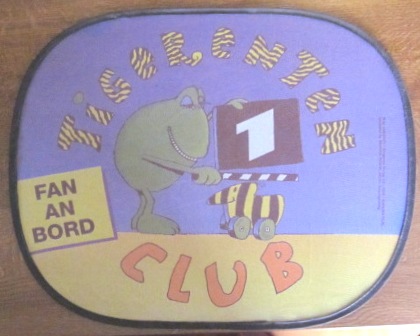 TIGERENTEN
1
FAN
AN
BORD
CLUB